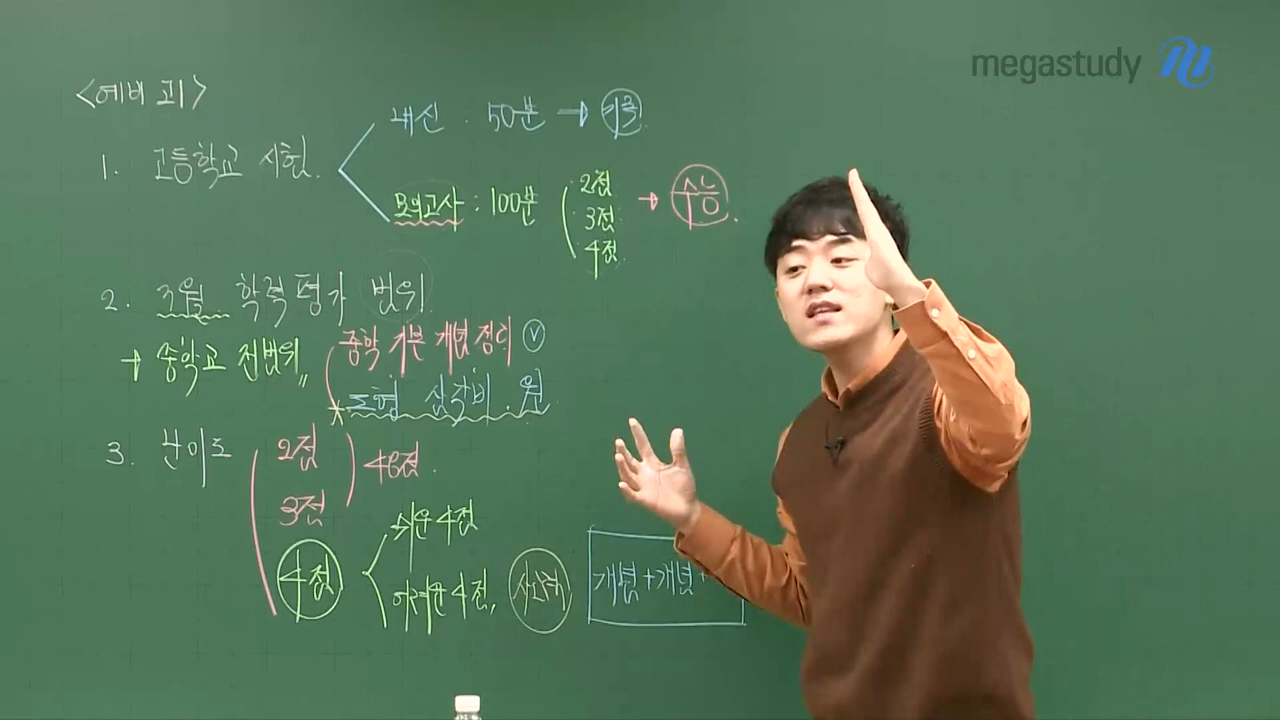 megastudy
<예비 고1>
1. 고등학교 시험
내신 : 50분 →
모의고사 : 100분 2점 3점 4점 → 수능
2. 3월 학력평가 범위
→ 중학교 전범위
중학 기본 개념 정리 V
* 도형 삼각비. 원
3. 난이도
2점
3점
46점.
4점
쉬운 4점
어려운 4점, 사고력
개념+개념+